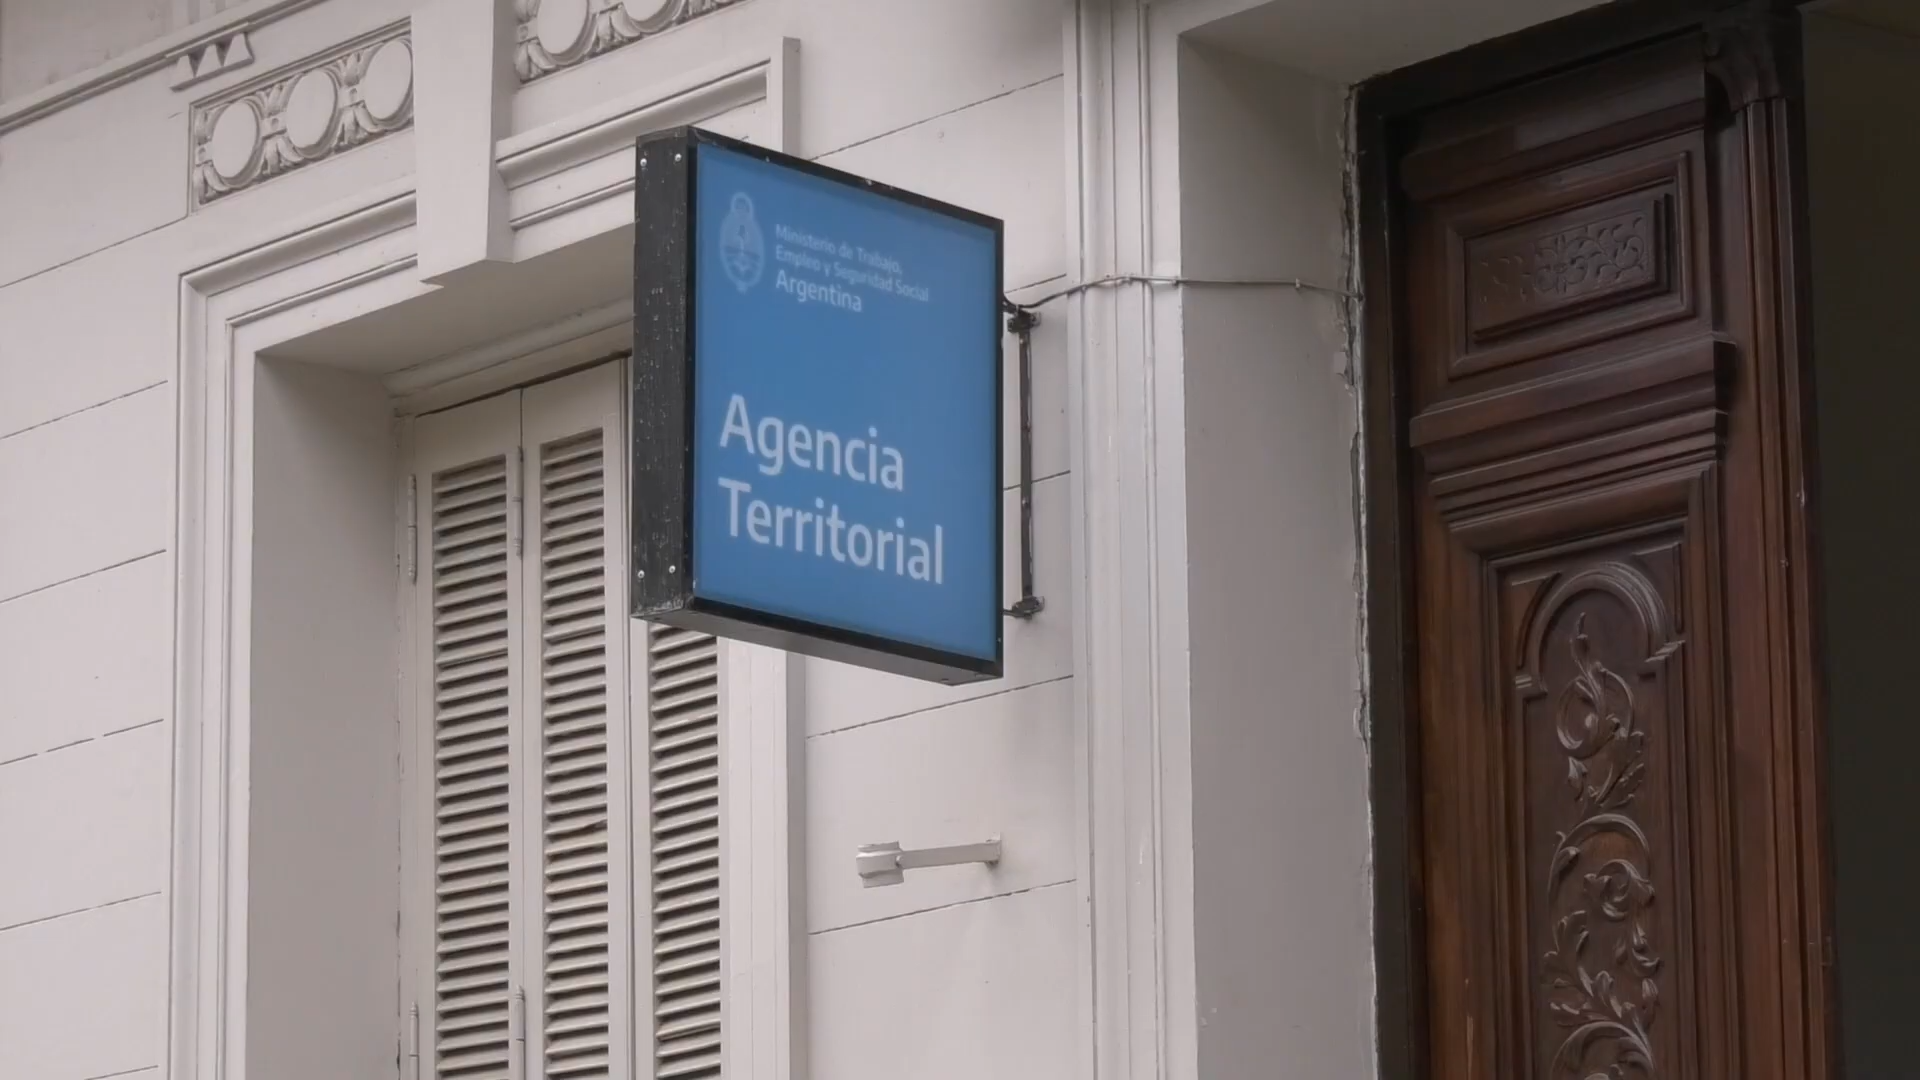 Ministerio de Trabajo,
Empleo y Seguridad Social
Argentina
Agencia
Territorial